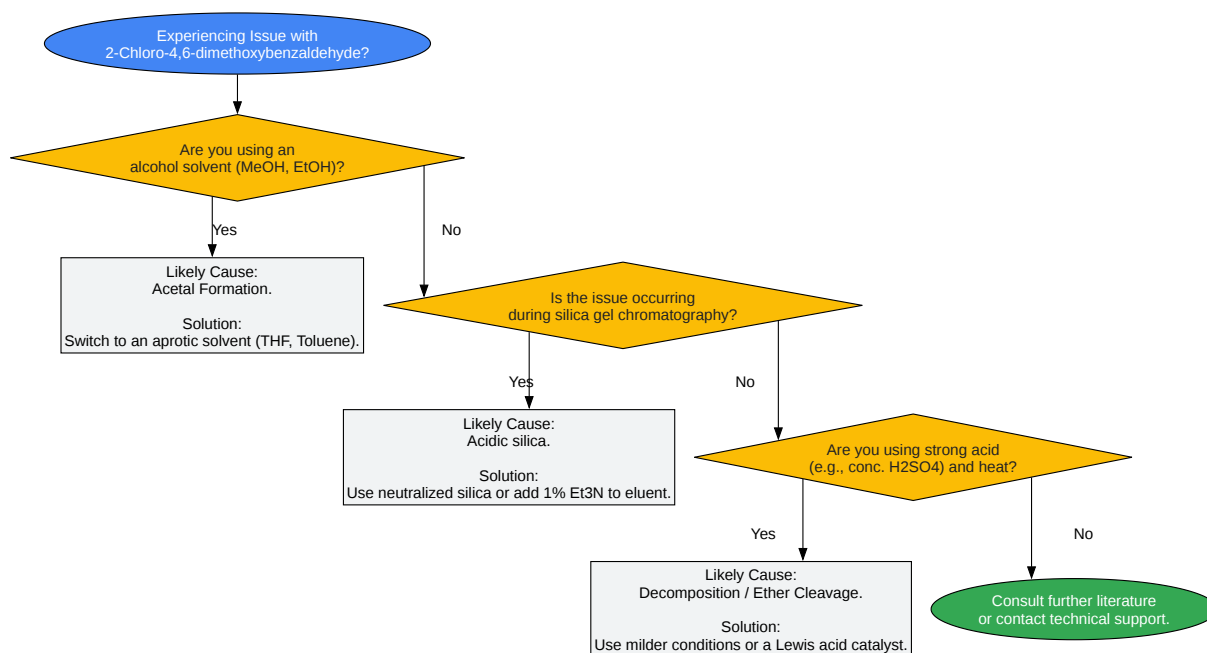 Experiencing Issue with
2-Chloro-4,6-dimethoxybenzaldehyde?
Are you using an
alcohol solvent (MeOH, EtOH)?
Yes
No
Likely Cause:
Acetal Formation.
Solution:
Switch to an aprotic solvent (THF, Toluene).
Is the issue occurring
during silica gel chromatography?
Yes
No
Likely Cause:
Acidic silica.
Solution:
Use neutralized silica or add 1% Et3N to eluent.
Are you using strong acid
(e.g., conc. H2SO4) and heat?
Yes
No
Likely Cause:
Decomposition / Ether Cleavage.
Solution:
Use milder conditions or a Lewis acid catalyst.
Consult further literature
or contact technical support.